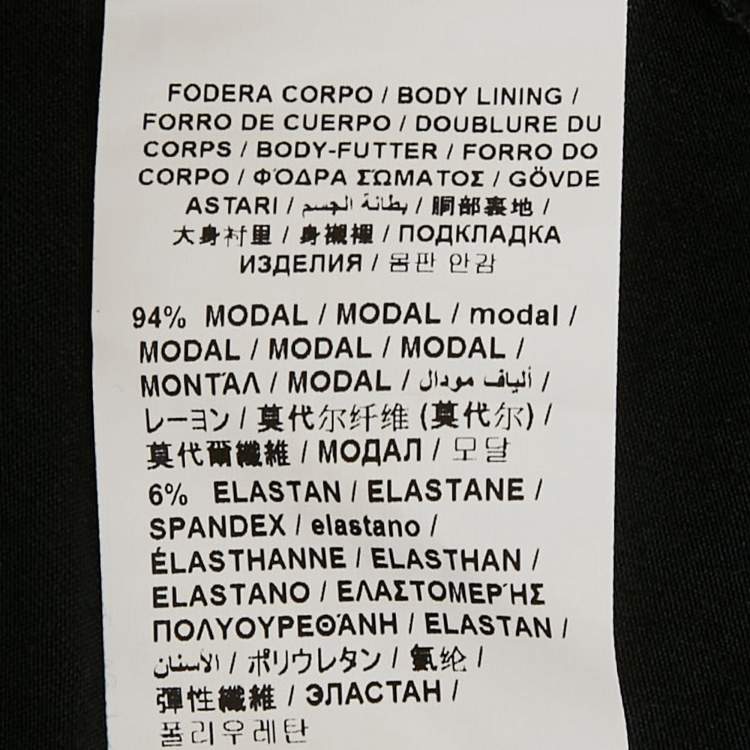 FODERA CORPO / BODY LINING /
FORRO DE CUERPO / DOUBLURE DU
CORPS / BODY-FUTTER / FORRO DO
CORPO / ΦΌΔΡΑ ΣΏΜΑΤΟΣ / GÖVDE
ASTARI / بطانة الجسم / 胴部裏地 /
大身衬里 / 身襯裡 / ПОДКЛАДКА
ИЗДЕЛИЯ / 몸판 안감
94% MODAL / MODAL / modal /
MODAL / MODAL / MODAL /
ΜΟΝΤΆΛ / MODAL / ألياف مودال /
レーヨン / 莫代尔纤维 (莫代尔) /
莫代爾纖維 / МОДАЛ / 모달
6% ELASTAN / ELASTANE /
SPANDEX / elastano /
ÉLASTHANNE / ELASTHAN /
ELASTANO / ΕΛΑΣΤΟΜΕΡΉΣ
ΠΟΛΥΟΥΡΕΘΆΝΗ / ELASTAN /
الأسنان / ポリウレタン / 氨纶 /
彈性纖維 / ЭЛАСТАН /
폴리우레탄